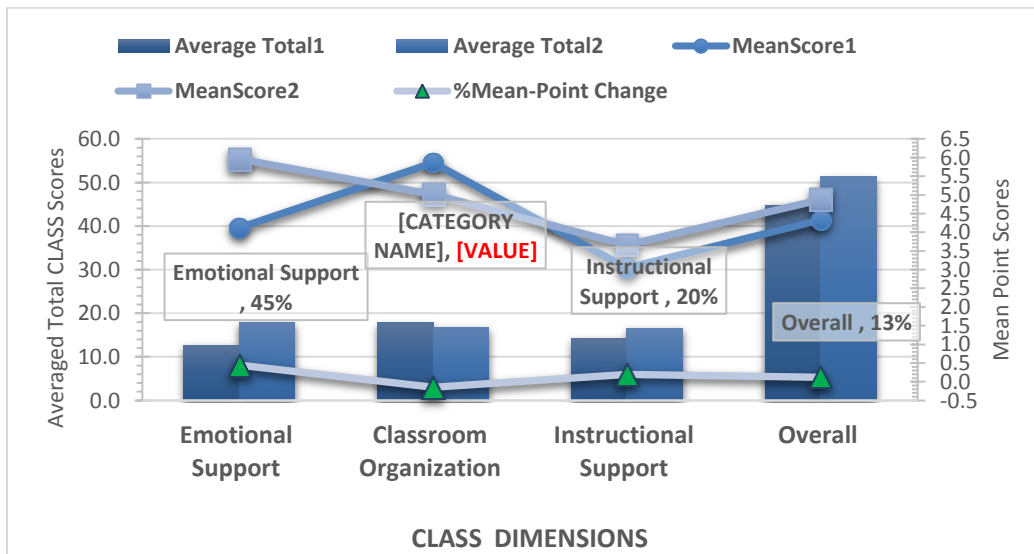 Average Total1
Average Total2
MeanScore1
MeanScore2
%Mean-Point Change
Averaged Total CLASS Scores
60.0
50.0
40.0
30.0
20.0
10.0
0.0
Emotional Support
, 45%
[CATEGORY
NAME], [VALUE]
Instructional
Support , 20%
Overall , 13%
6.5
6.0
5.5
5.0
4.5
4.0
3.5
3.0
2.5
2.0
1.5
1.0
0.5
0.0
-0.5
Mean Point Scores
Emotional
Support
Classroom
Organization
Instructional
Support
Overall
CLASS DIMENSIONS